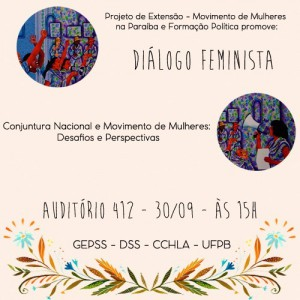 Projeto de Extensão - Movimento de Mulheres
na Paraíba e Formação Política promove:
DIÁLOGO FEMINISTA
Conjuntura Nacional e Movimento de Mulheres:
Desafios e Perspectivas
AUDITÓRIO 412 - 30/09 - ÀS 15H
GEPSS - DSS - CCHLA - UFPB